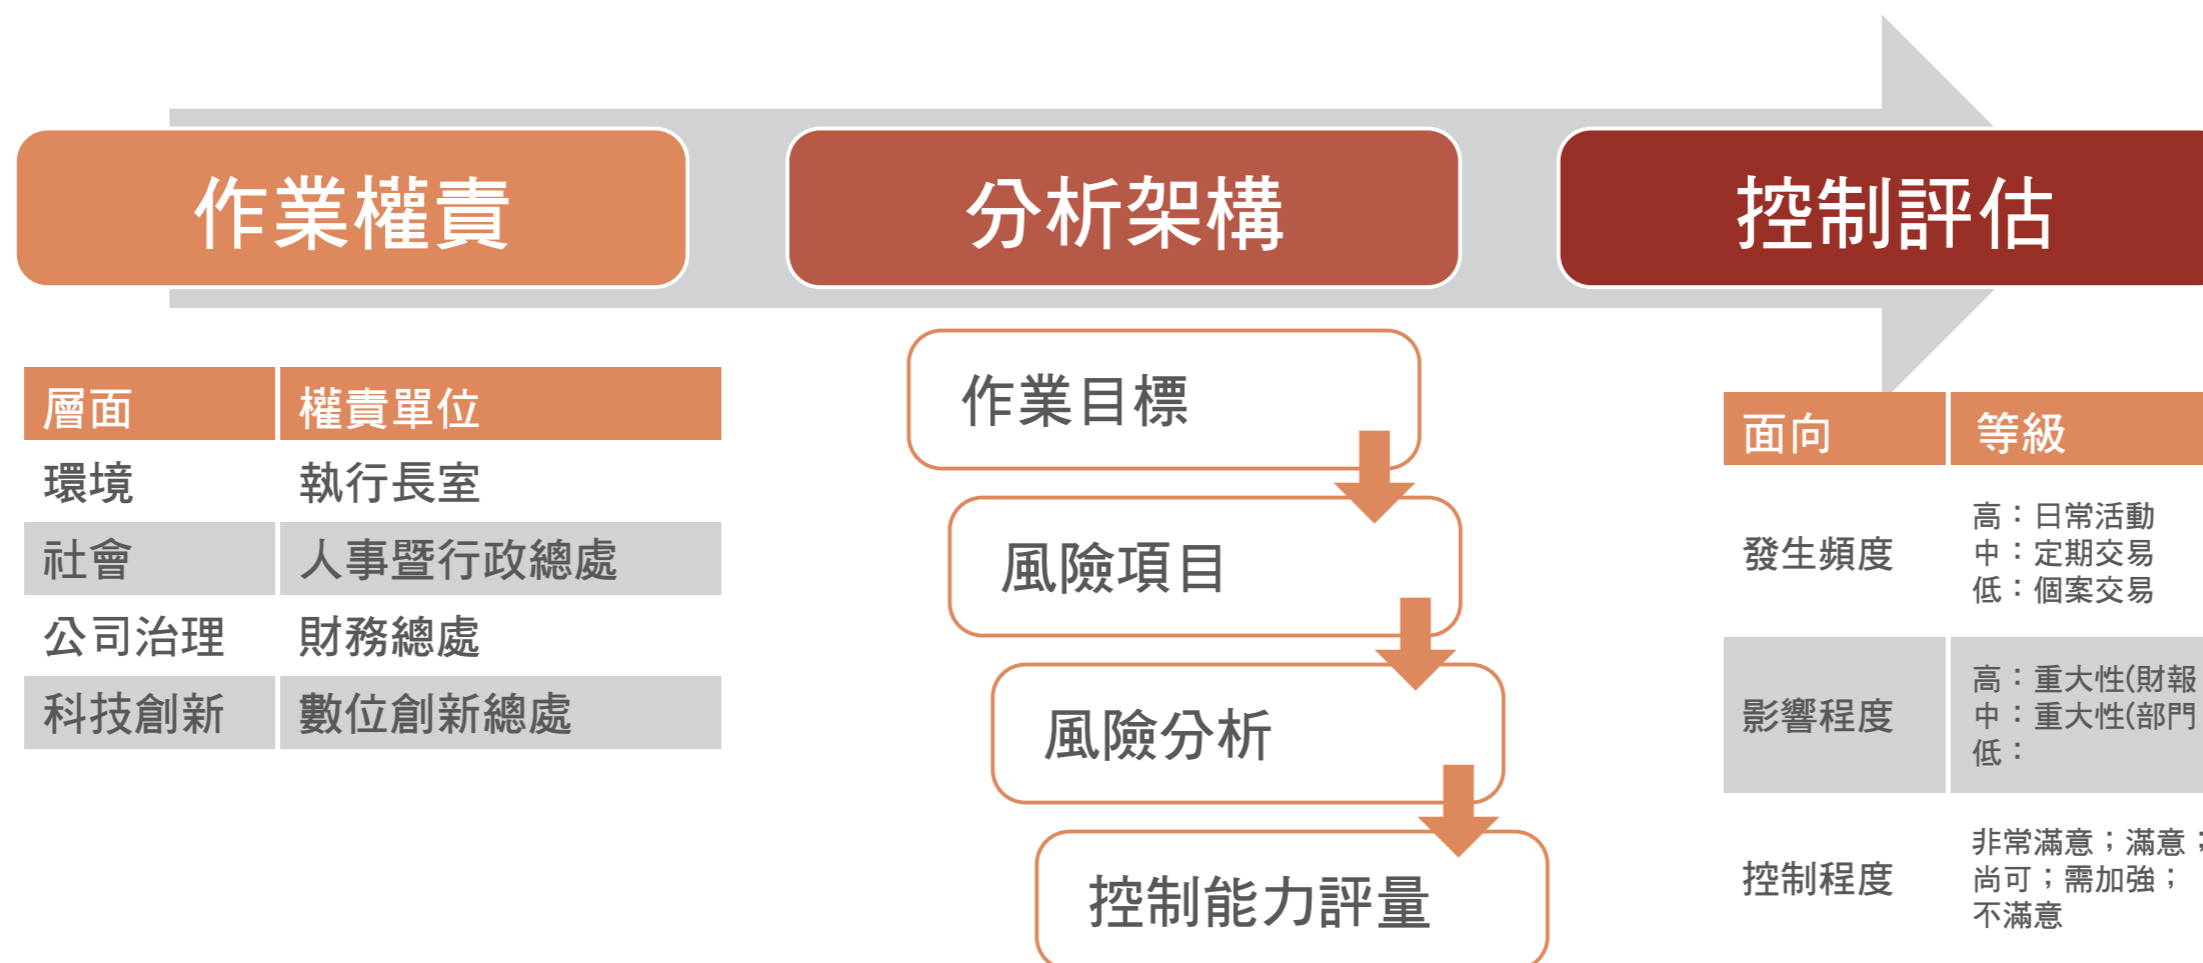 作業權責
分析架構
控制評估
層面 權責單位
環境 執行長室
社會 人事暨行政總處
公司治理 財務總處
科技創新 數位創新總處
作業目標
風險項目
風險分析
控制能力評量
面向 等級
發生頻度
高：日常活動
中：定期交易
低：個案交易
影響程度
高：重大性(財報
中：重大性(部門
低：
控制程度
非常滿意；滿意；
尚可；需加強；
不滿意